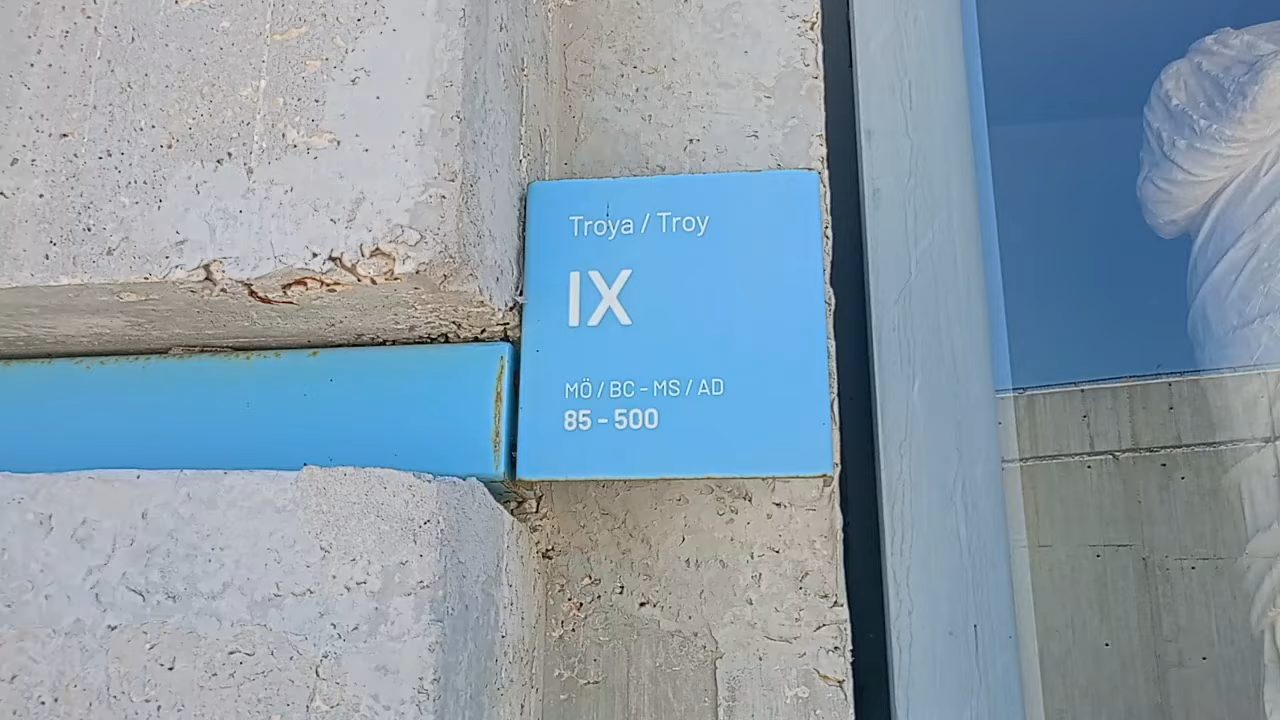 Troya / Troy
IX
MÖ / BC – MS / AD
85 – 500